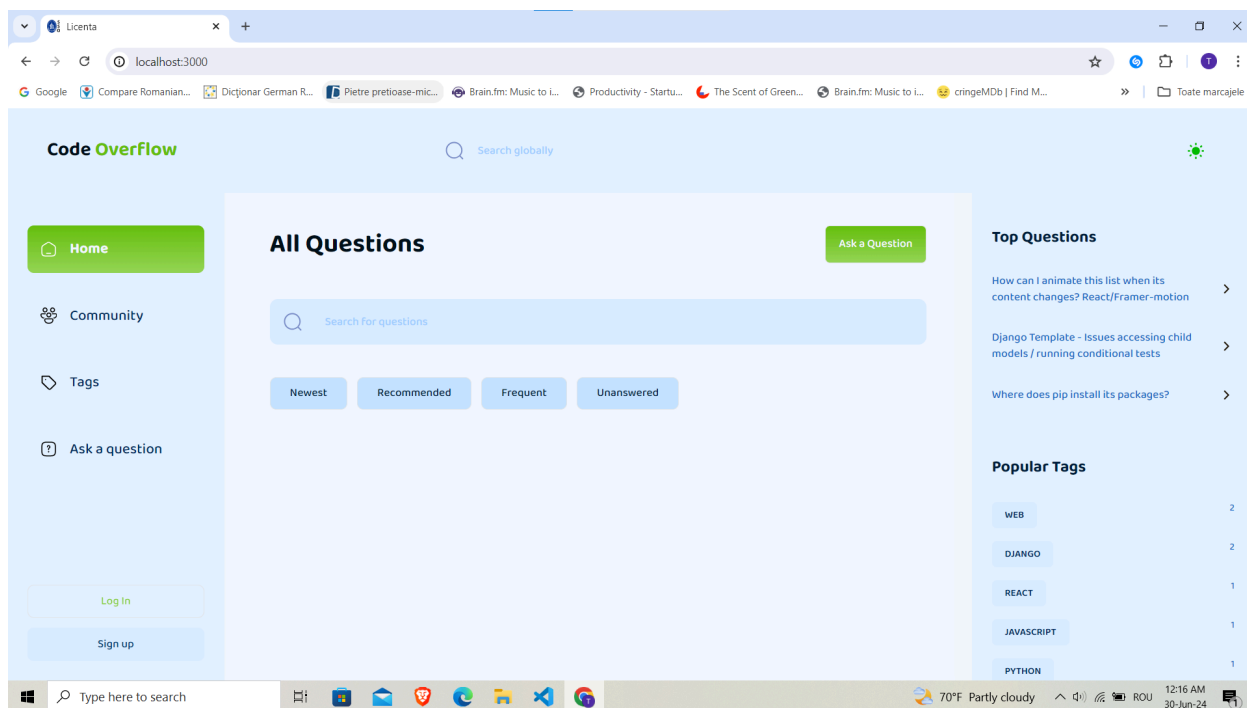 Licenta
localhost:3000
Google
Compare Romanian...
Dicționar German R...
Pietre pretioase-mic...
Brain.fm: Music to i...
Productivity - Startu...
The Scent of Green...
Brain.fm: Music to i...
cringeMDb | Find M...
Toate marcajele
Code Overflow
Search globally
Home
Community
Tags
Ask a question
Log In
Sign up
All Questions
Ask a Question
Search for questions
Newest
Recommended
Frequent
Unanswered
Top Questions
How can I animate this list when its
content changes? React/Framer-motion
Django Template - Issues accessing child
models / running conditional tests
Where does pip install its packages?
Popular Tags
WEB 2
DJANGO 2
REACT 1
JAVASCRIPT 1
PYTHON 1
Type here to search
70°F Partly cloudy
ROU
12:16 AM
30-Jun-24